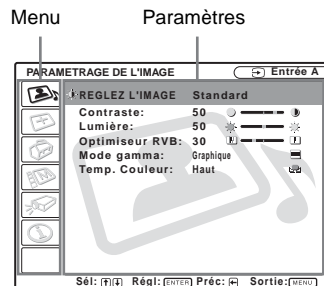 Menu Paramètres
PARAMETRAGE DE L'IMAGE Entrée A
REGLEZ L'IMAGE Standard
Contraste: 50
Lumière: 50
Optimiseur RVB: 30
Mode gamma: Graphique
Temp. Couleur: Haut
Sél: Régl: ENTER Préc: Sortie: MENU